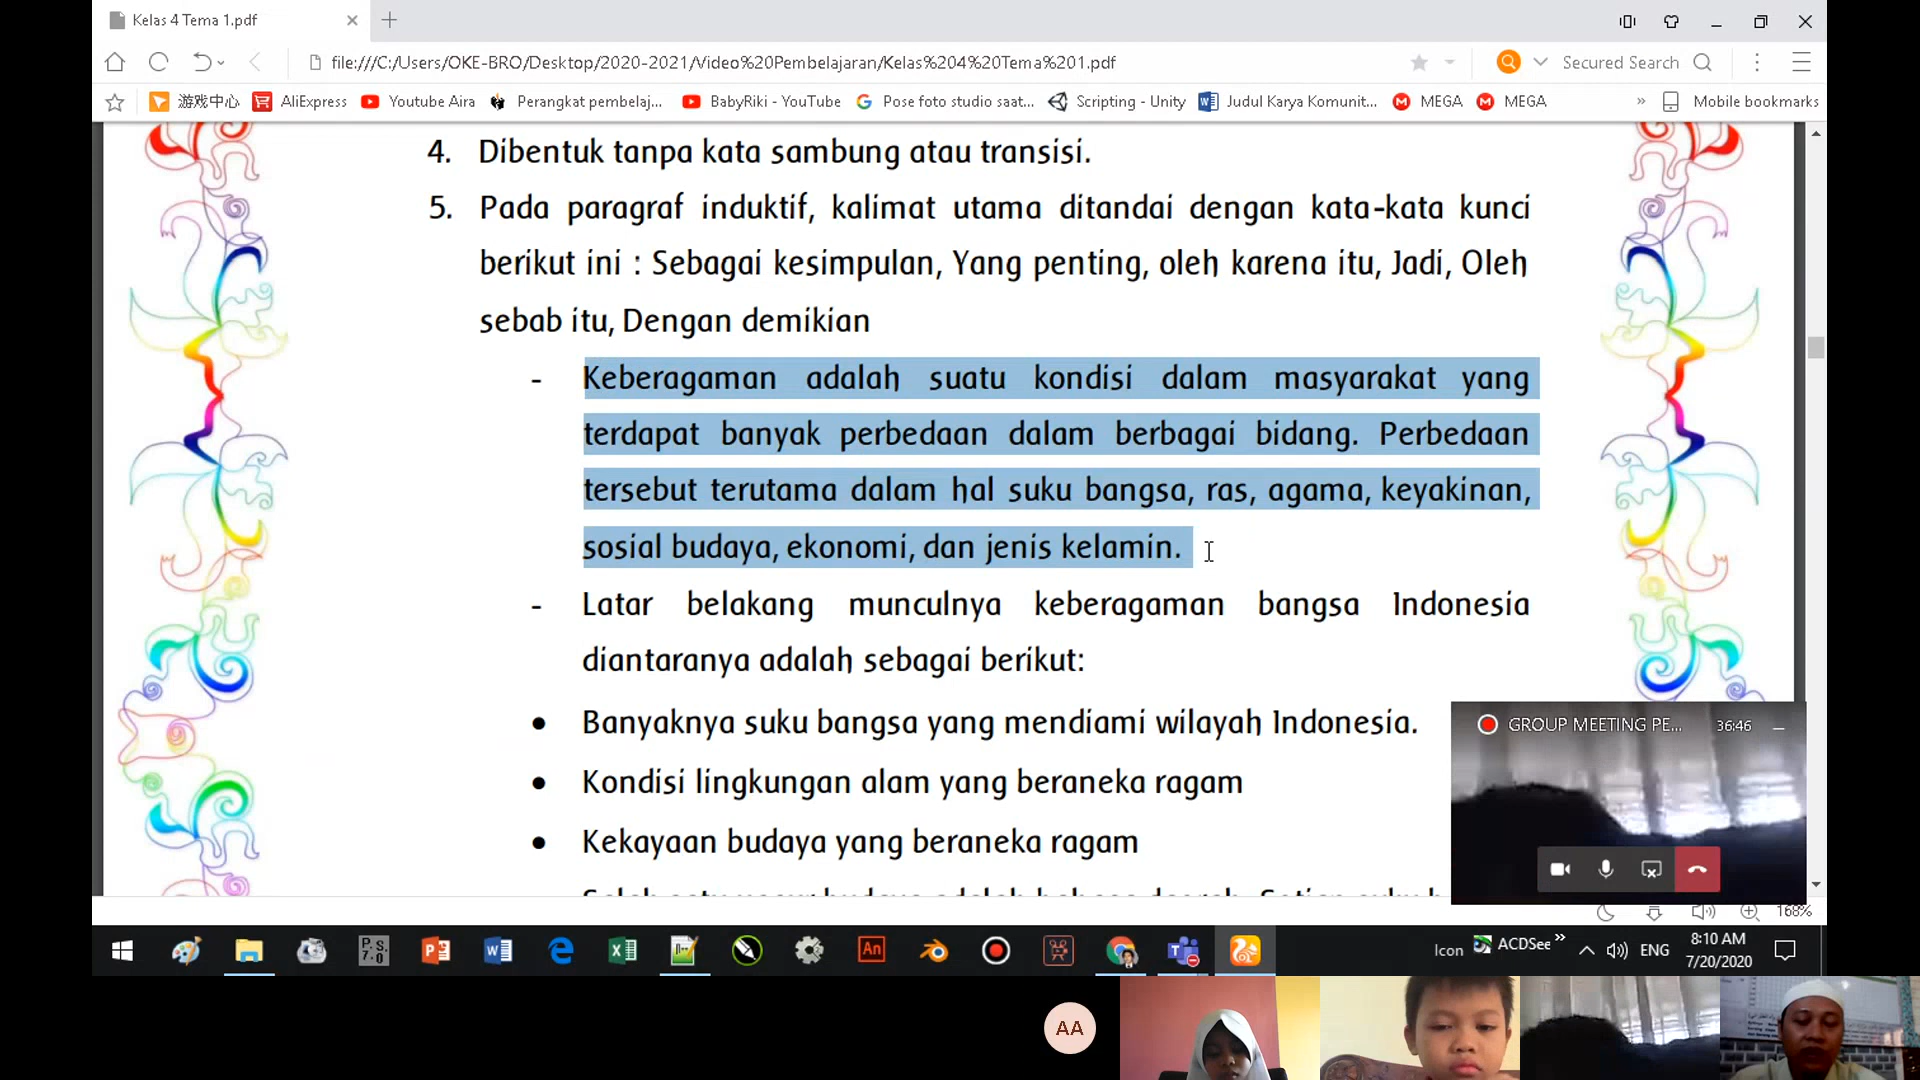 Kelas 4 Tema 1.pdf
file:///C:/Users/OKE-BRO/Desktop/2020-2021/Video%20Pembelajaran/Kelas%204%20Tema%201.pdf
Secured Search
游戏中心 AliExpress Youtube Aira Perangkat pembelaj... BabyRiki - YouTube Pose foto studio saat... Scripting - Unity Judul Karya Komunit... MEGA MEGA » Mobile bookmarks
4. Dibentuk tanpa kata sambung atau transisi.
5. Pada paragraf induktif, kalimat utama ditandai dengan kata-kata kunci
berikut ini : Sebagai kesimpulan, Yang penting, oleh karena itu, Jadi, Oleh
sebab itu, Dengan demikian
- Keberagaman adalah suatu kondisi dalam masyarakat yang
terdapat banyak perbedaan dalam berbagai bidang. Perbedaan
tersebut terutama dalam hal suku bangsa, ras, agama, keyakinan,
sosial budaya, ekonomi, dan jenis kelamin.
- Latar belakang munculnya keberagaman bangsa Indonesia
diantaranya adalah sebagai berikut:
• Banyaknya suku bangsa yang mendiami wilayah Indonesia.
• Kondisi lingkungan alam yang beraneka ragam
• Kekayaan budaya yang beraneka ragam
GROUP MEETING PE... 36:46
168%
Icon ACDSee » ENG
8:10 AM
7/20/2020
AA